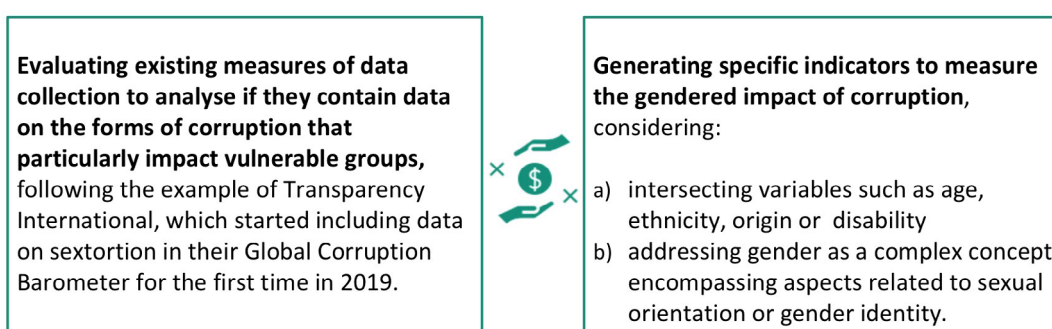 Evaluating existing measures of data
collection to analyse if they contain data
on the forms of corruption that
particularly impact vulnerable groups,
following the example of Transparency
International, which started including data
on sextortion in their Global Corruption
Barometer for the first time in 2019.
$
Generating specific indicators to measure
the gendered impact of corruption,
considering:
a) intersecting variables such as age,
ethnicity, origin or disability
b) addressing gender as a complex concept
encompassing aspects related to sexual
orientation or gender identity.